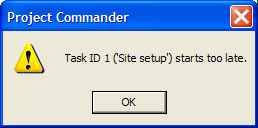 Project Commander
Task ID 1 ('Site setup') starts too late.
OK